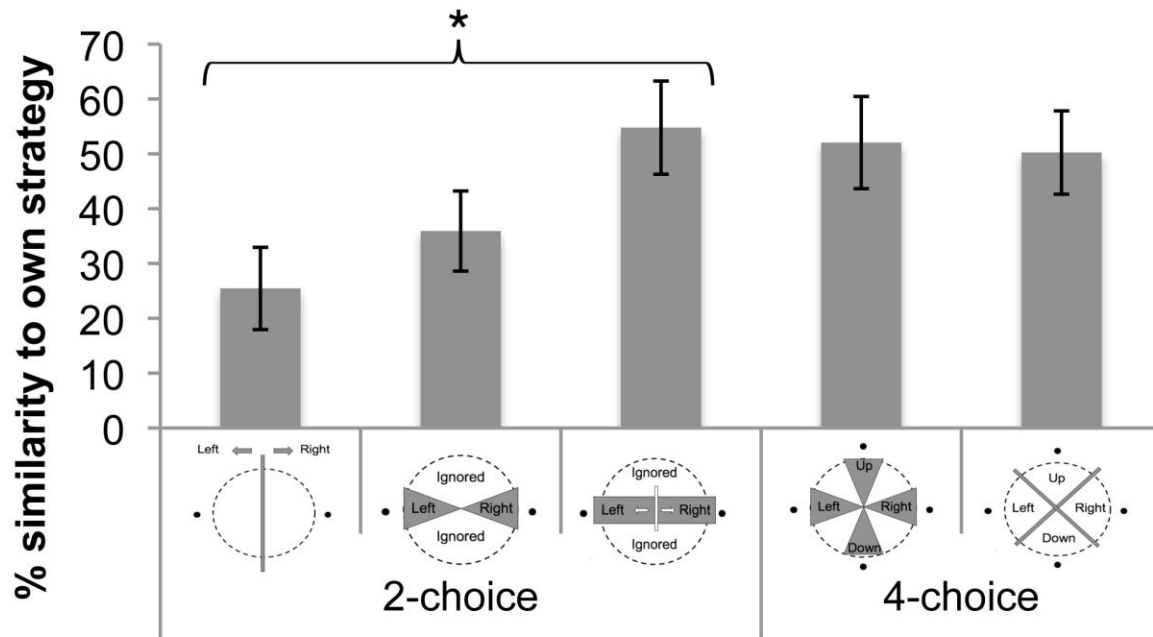 *
% similarity to own strategy
70
60
50
40
30
20
10
0
Left Right
Ignored
Left Right
Ignored
Ignored
Left Right
Ignored
Up
Left Right
Down
Up
Left Right
Down
2-choice
4-choice